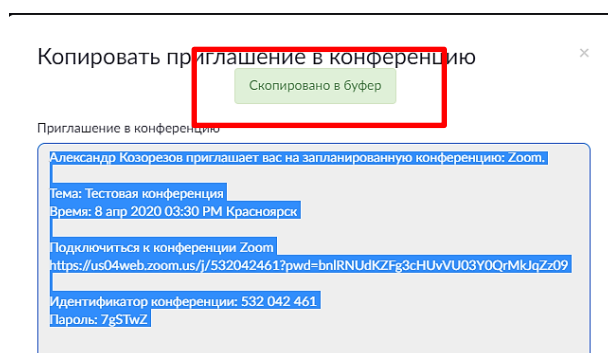 Копировать приглашение в конференцию
×
Скопировано в буфер
Приглашение в конференцию
Александр Козорезов приглашает вас на запланированную конференцию: Zoom.
Тема: Тестовая конференция
Время: 8 апр 2020 03:30 PM Красноярск
Подключиться к конференции Zoom
https://us04web.zoom.us/j/532042461?pwd=bnlRNUdKZFg3cHUvVU03Y0QrMkJqZz09
Идентификатор конференции: 532 042 461
Пароль: 7gSTwZ